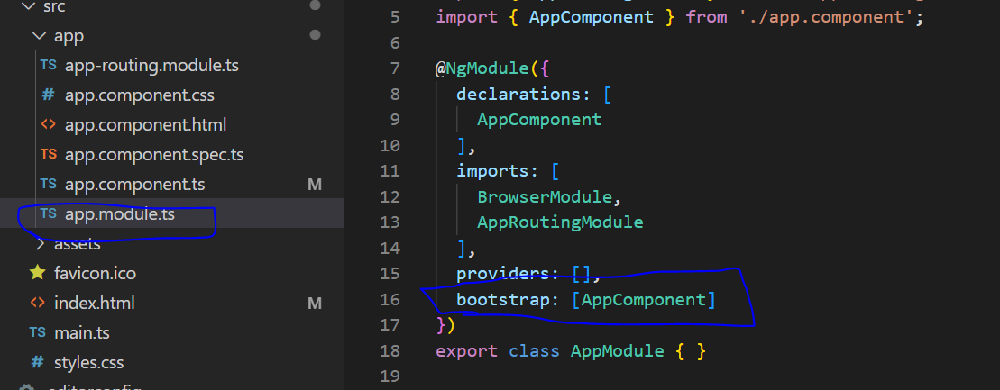 src
app
TS app-routing.module.ts
# app.component.css
<> app.component.html
TS app.component.spec.ts
TS app.component.ts M
TS app.module.ts
assets
favicon.ico
<> index.html M
TS main.ts
# styles.css
.editorconfig
5 import { AppComponent } from './app.component';
6
7 @NgModule({
8 declarations: [
9 AppComponent
10 ],
11 imports: [
12 BrowserModule,
13 AppRoutingModule
14 ],
15 providers: [],
16 bootstrap: [AppComponent]
17 })
18 export class AppModule { }
19